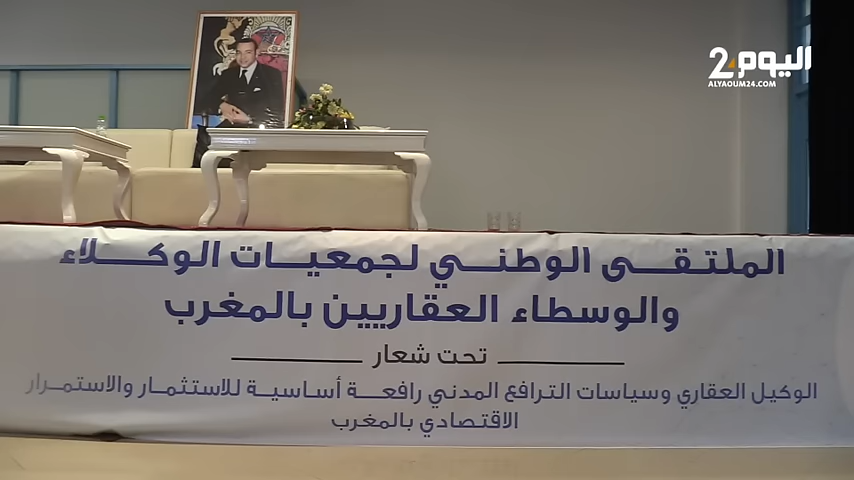 اليوم 24
ALYAOUM24.COM
الملتقى الوطني لجمعيات الوكلاء
والوسطاء العقاريين بالمغرب
تحت شعار
الوكيل العقاري وسياسات الترافع المدني رافعة أساسية للاستثمار والاستمرار
الاقتصادي بالمغرب